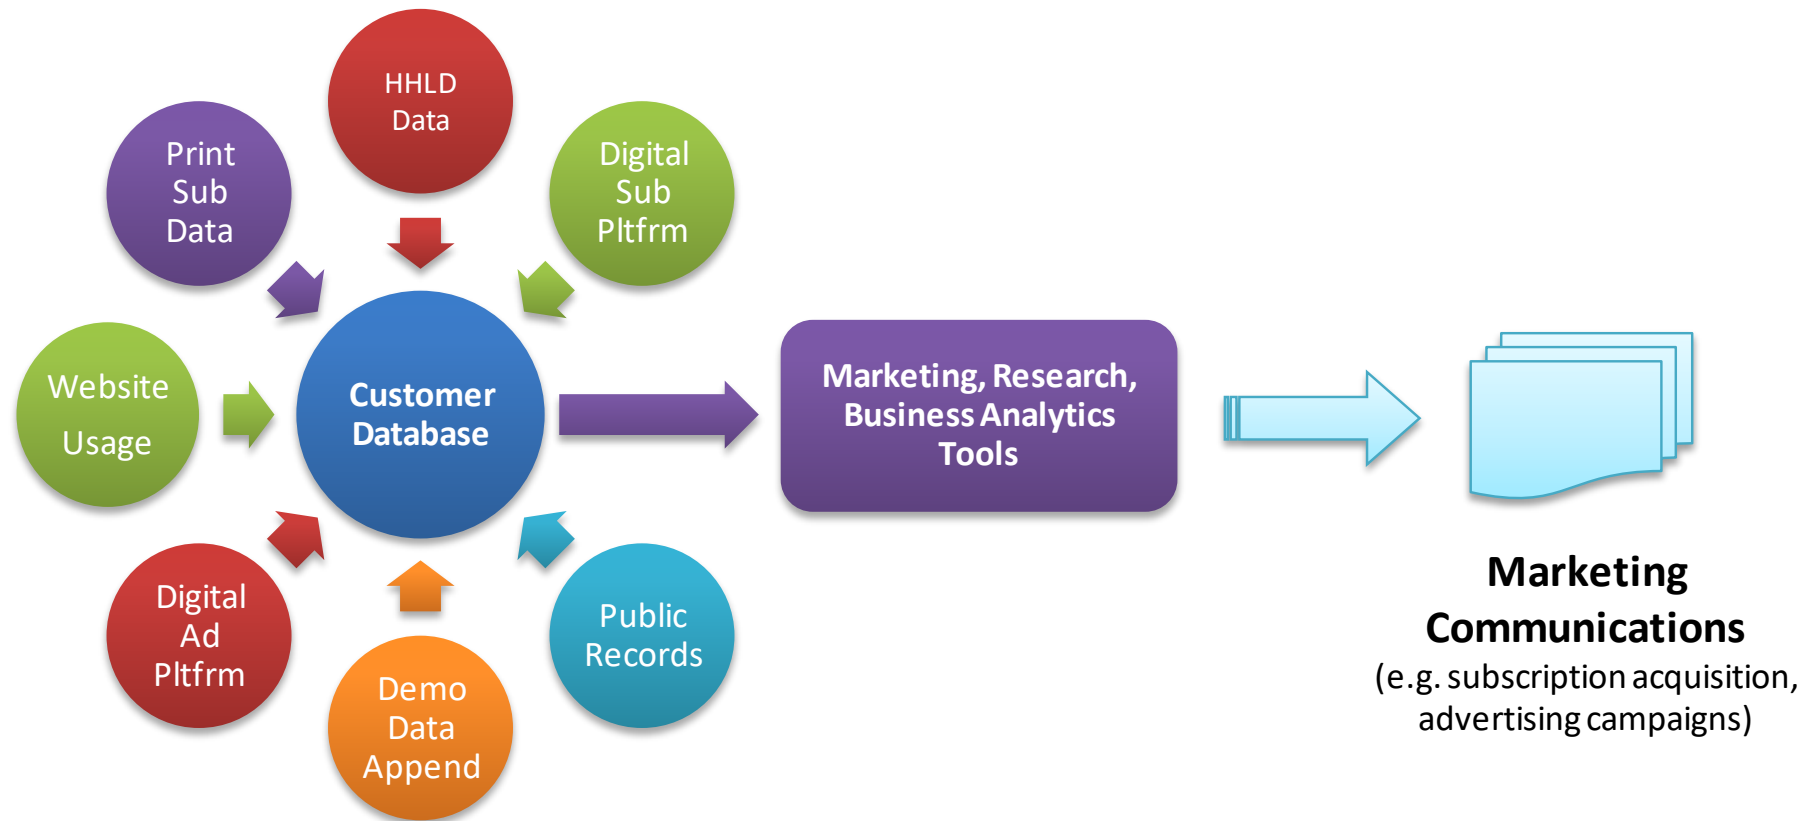 HHLD
Data
Print
Sub
Data
Digital
Sub
Pltfrm
Website
Usage
Customer
Database
Marketing, Research,
Business Analytics
Tools
Digital
Ad
Pltfrm
Demo
Data
Append
Public
Records
Marketing
Communications
(e.g. subscription acquisition,
advertising campaigns)